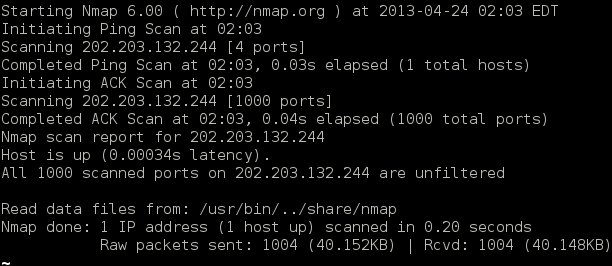 Starting Nmap 6.00 ( http://nmap.org ) at 2013-04-24 02:03 EDT
Initiating Ping Scan at 02:03
Scanning 202.203.132.244 [4 ports]
Completed Ping Scan at 02:03, 0.03s elapsed (1 total hosts)
Initiating ACK Scan at 02:03
Scanning 202.203.132.244 [1000 ports]
Completed ACK Scan at 02:03, 0.04s elapsed (1000 total ports)
Nmap scan report for 202.203.132.244
Host is up (0.00034s latency).
All 1000 scanned ports on 202.203.132.244 are unfiltered
Read data files from: /usr/bin/../share/nmap
Nmap done: 1 IP address (1 host up) scanned in 0.20 seconds
Raw packets sent: 1004 (40.152KB) | Rcvd: 1004 (40.148KB)
~